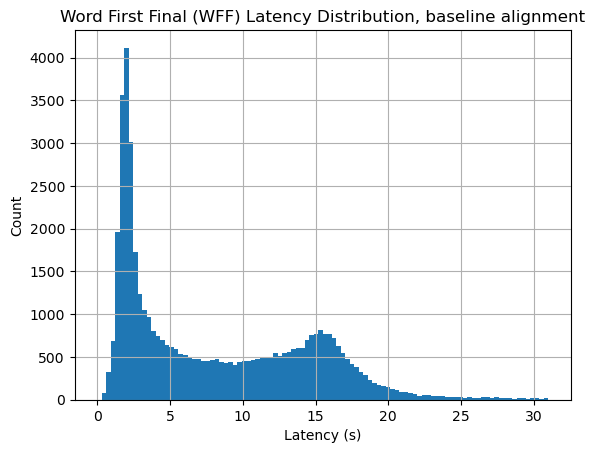 Word First Final (WFF) Latency Distribution, baseline alignment
4000
3500
3000
2500
2000
1500
1000
500
0
Count
0 5 10 15 20 25 30
Latency (s)